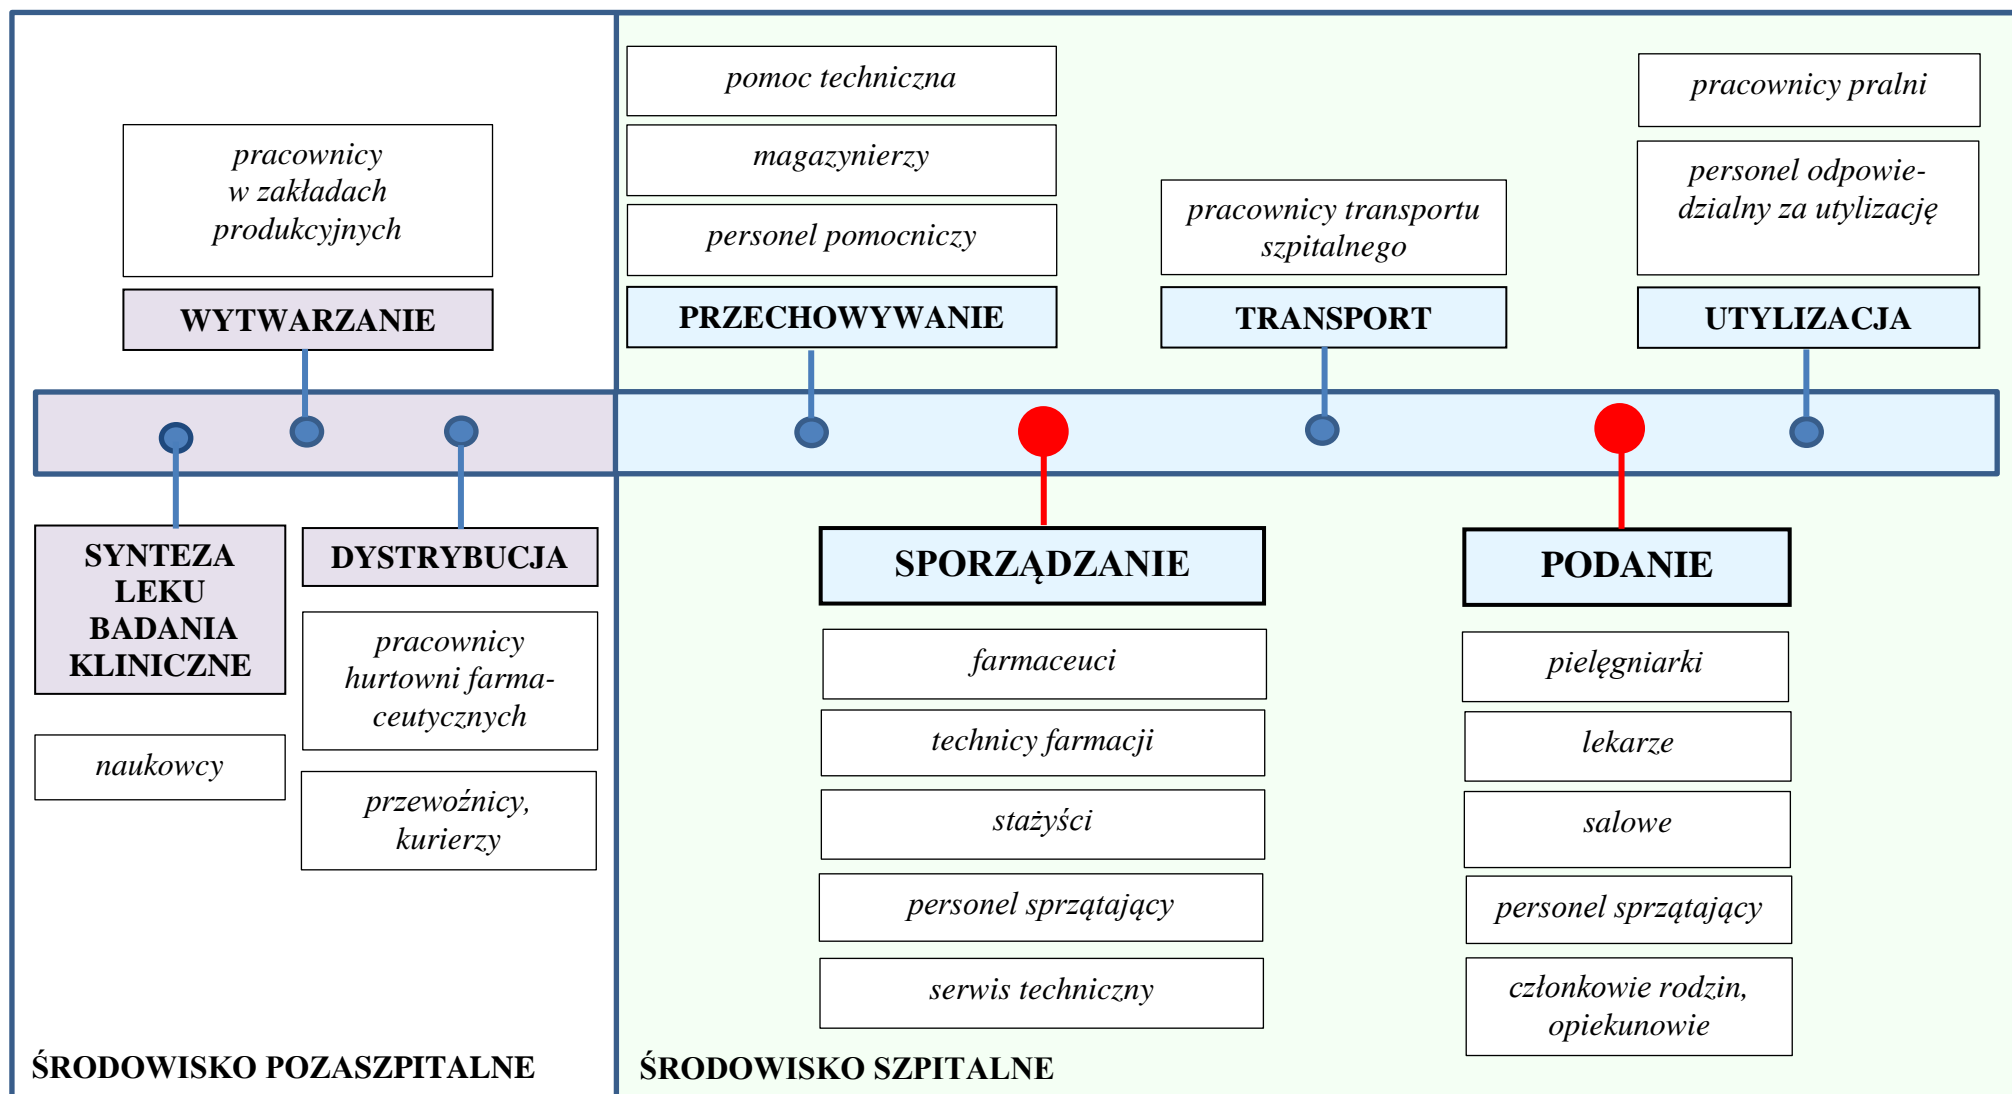 pracownicy
w zakładach
produkcyjnych
WYTWARZANIE
SYNTEZA
LEKU
BADANIA
KLINICZNE
naukowcy
DYSTRYBUCJA
pracownicy
hurtowni farma-
ceutycznych
przewoźnicy,
kurierzy
ŚRODOWISKO POZASZPITALNE
pomoc techniczna
magazynierzy
personel pomocniczy
PRZECHOWYWANIE
pracownicy transportu
szpitalnego
TRANSPORT
pracownicy pralni
personel odpowie-
dzialny za utylizację
UTYLIZACJA
SPORZĄDZANIE
farmaceuci
technicy farmacji
stażyści
personel sprzątający
serwis techniczny
PODANIE
pielęgniarki
lekarze
salowe
personel sprzątający
członkowie rodzin,
opiekunowie
ŚRODOWISKO SZPITALNE